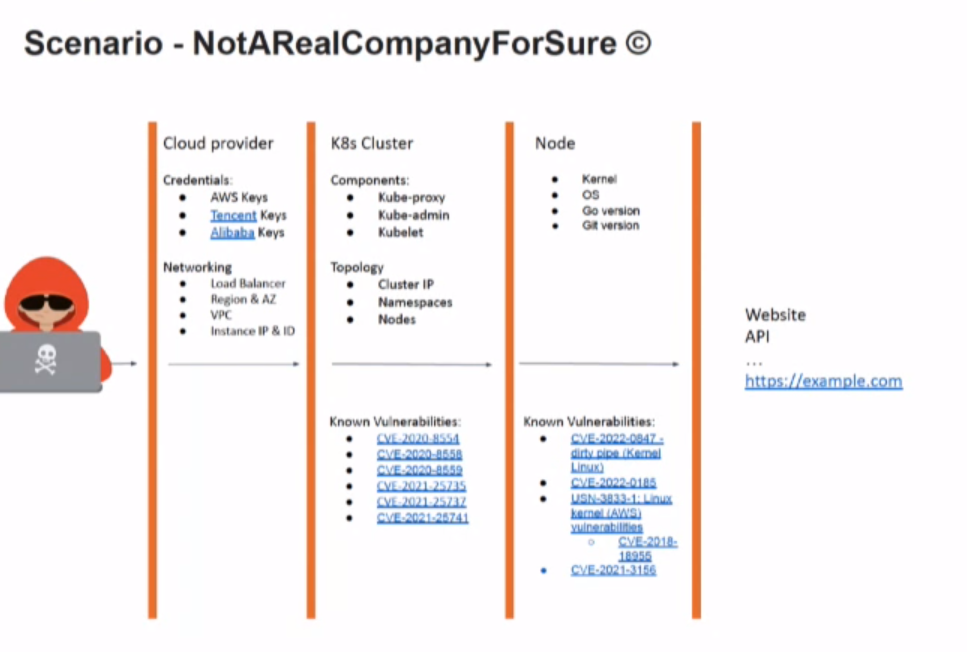 Scenario - NotARealCompanyForSure ©
Cloud provider
Credentials:
AWS Keys
Tencent Keys
Alibaba Keys
Networking
Load Balancer
Region & AZ
VPC
Instance IP & ID
K8s Cluster
Components:
Kube-proxy
Kube-admin
Kubelet
Topology
Cluster IP
Namespaces
Nodes
Known Vulnerabilities:
CVE-2020-8554
CVE-2020-8558
CVE-2020-8559
CVE-2021-25735
CVE-2021-25737
CVE-2021-25741
Node
Kernel
OS
Go version
Git version
Known Vulnerabilities:
CVE-2022-0847 -
dirty pipe (Kernel
Linux)
CVE-2022-0185
USN-3833-1: Linux
kernel (AWS)
vulnerabilities
CVE-2018-
18955
CVE-2021-3156
Website
API
...
https://example.com